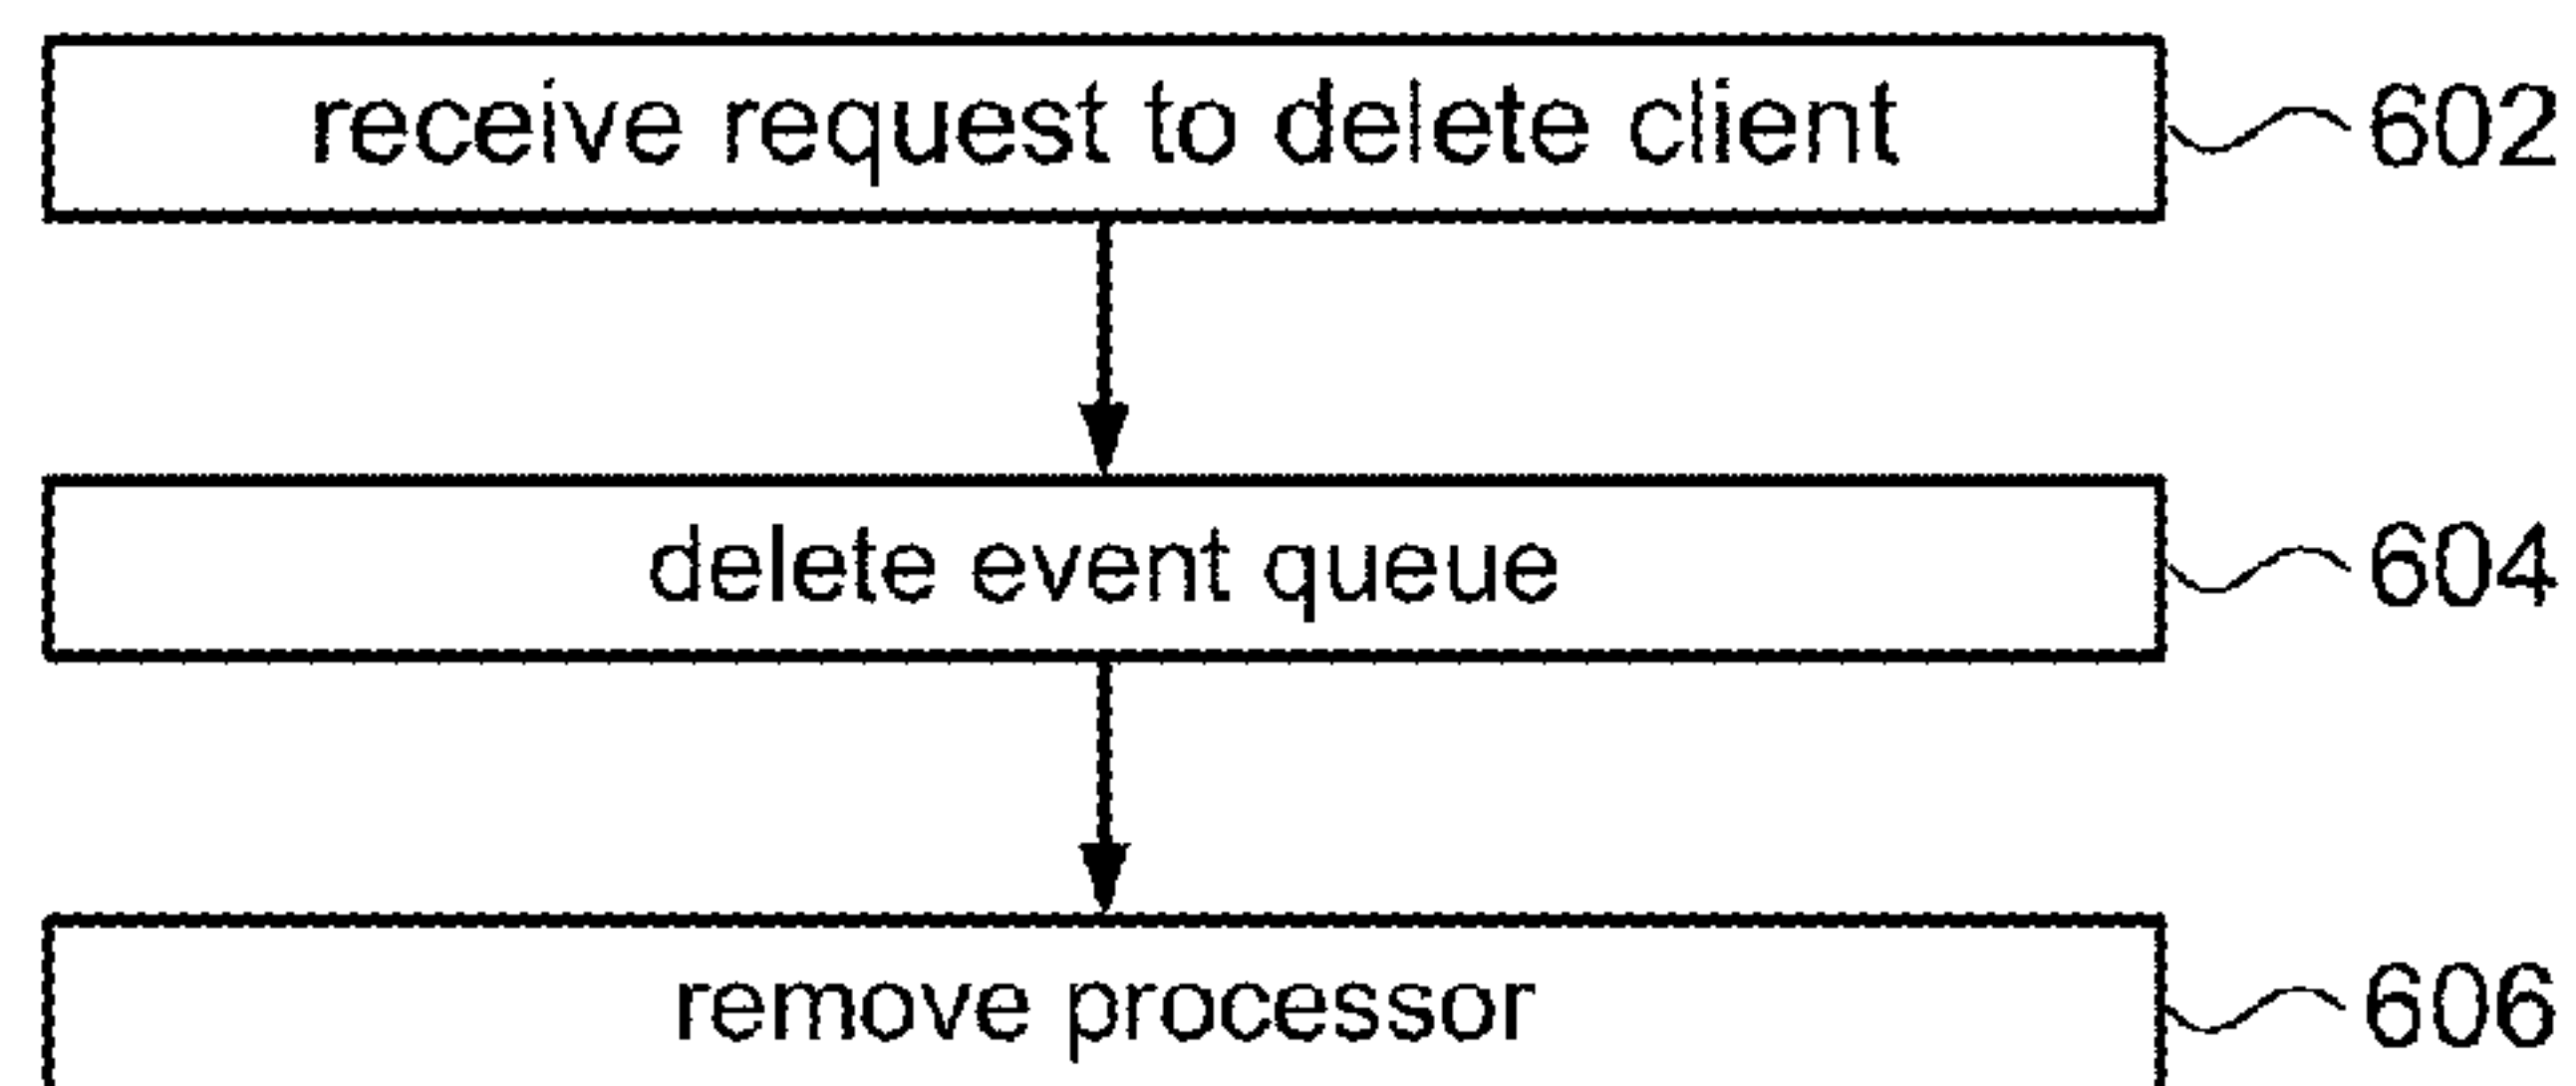 receive request to delete client 602
delete event queue 604
remove processor 606